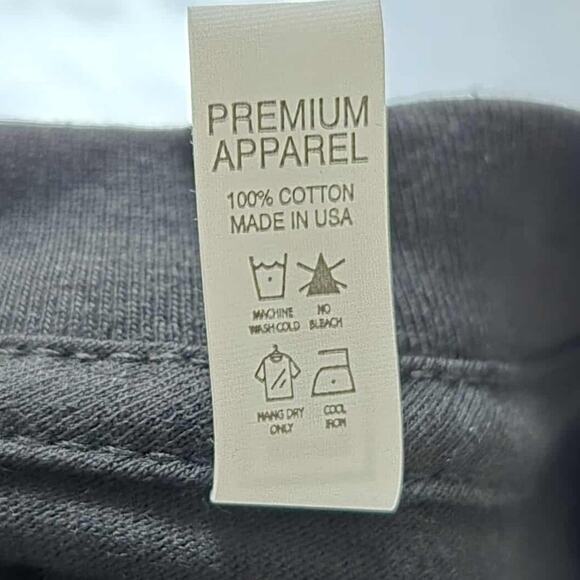 PREMIUM
APPAREL
100% COTTON
MADE IN USA
MACHINE
WASH COLD
NO
BLEACH
HANG DRY
ONLY
COOL
IRON